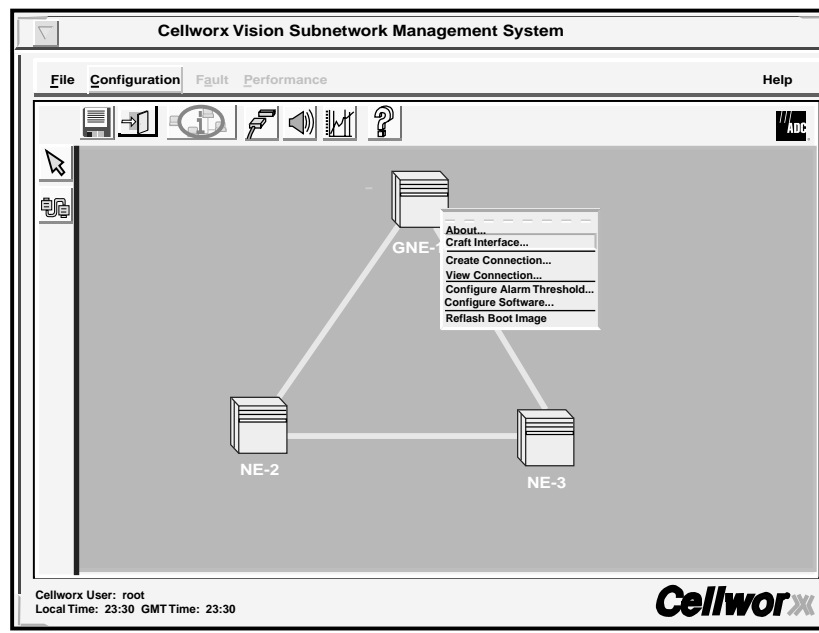 Cellworx Vision Subnetwork Management System
File Configuration Fault Performance Help
ADC
GNE-1
About...
Craft Interface...
Create Connection...
View Connection...
Configure Alarm Threshold...
Configure Software...
Reflash Boot Image
NE-2
NE-3
Cellworx User: root
Local Time: 23:30 GMT Time: 23:30
Cellworx